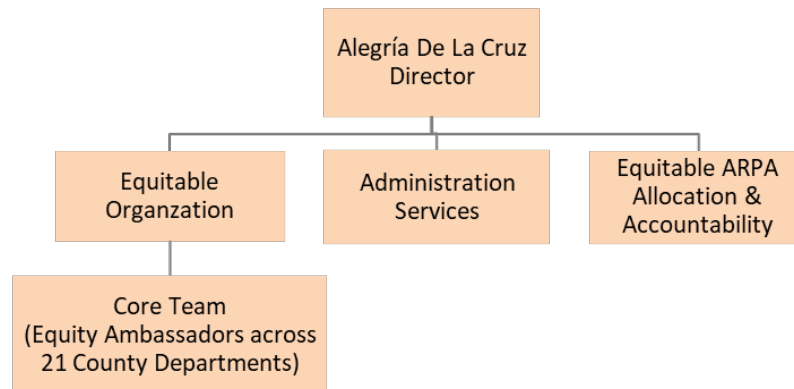 Alegría De La Cruz
Director
Equitable
Organzation
Administration
Services
Equitable ARPA
Allocation &
Accountability
Core Team
(Equity Ambassadors across
21 County Departments)